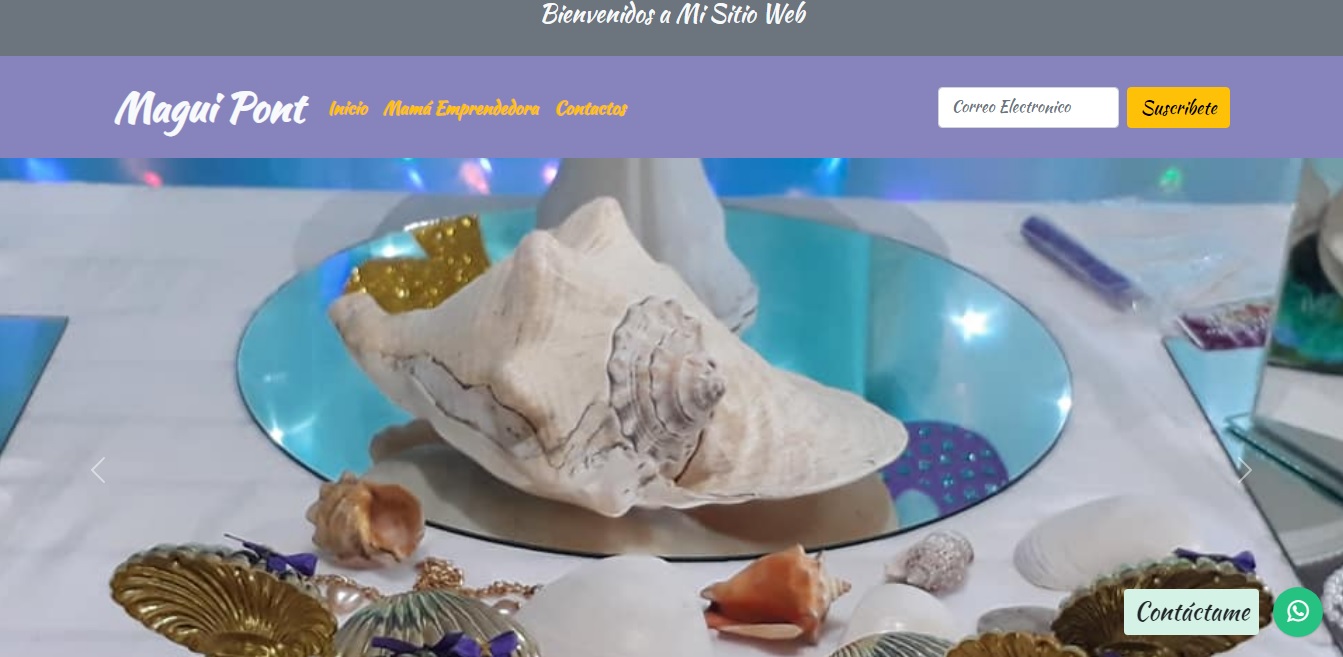 Bienvenidos a Mi Sitio Web
Magui Pont Inicio Mamá Emprendedora Contactos Correo Electronico Suscribete
Contáctame